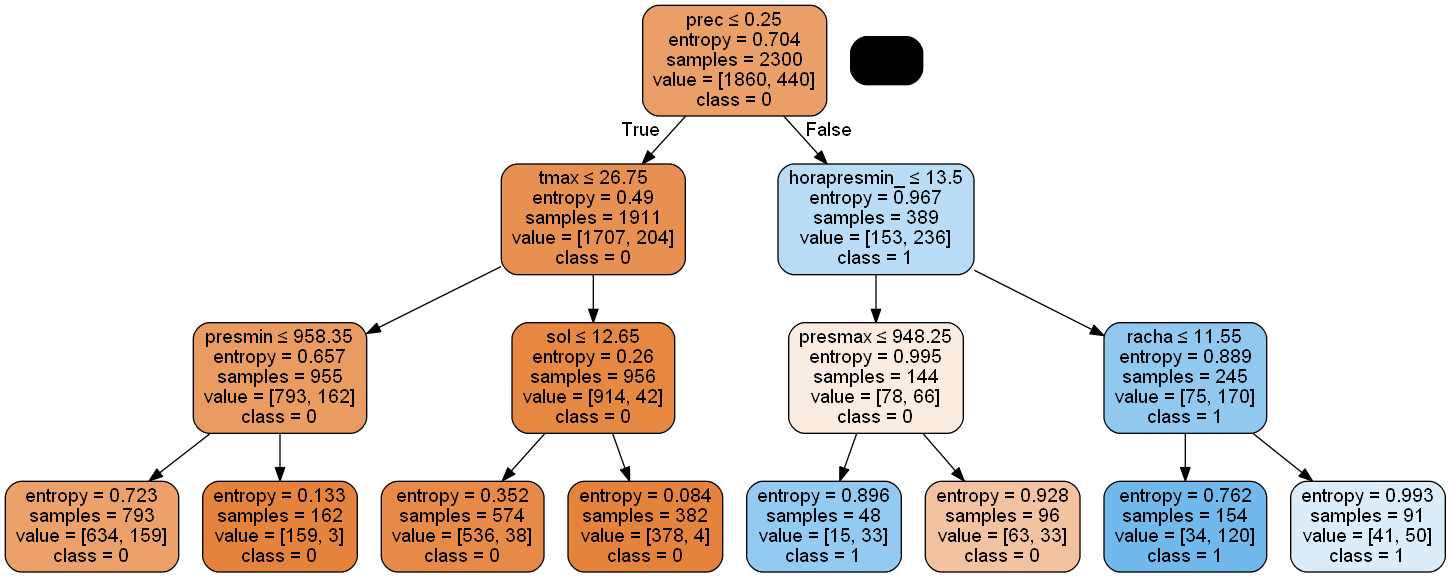 prec ≤ 0.25
entropy = 0.704
samples = 2300
value = [1860, 440]
class = 0
True
False
tmax ≤ 26.75
entropy = 0.49
samples = 1911
value = [1707, 204]
class = 0
horapresmin_ ≤ 13.5
entropy = 0.967
samples = 389
value = [153, 236]
class = 1
presmin ≤ 958.35
entropy = 0.657
samples = 955
value = [793, 162]
class = 0
sol ≤ 12.65
entropy = 0.26
samples = 956
value = [914, 42]
class = 0
presmax ≤ 948.25
entropy = 0.995
samples = 144
value = [78, 66]
class = 0
racha ≤ 11.55
entropy = 0.889
samples = 245
value = [75, 170]
class = 1
entropy = 0.723
samples = 793
value = [634, 159]
class = 0
entropy = 0.133
samples = 162
value = [159, 3]
class = 0
entropy = 0.352
samples = 574
value = [536, 38]
class = 0
entropy = 0.084
samples = 382
value = [378, 4]
class = 0
entropy = 0.896
samples = 48
value = [15, 33]
class = 1
entropy = 0.928
samples = 96
value = [63, 33]
class = 0
entropy = 0.762
samples = 154
value = [34, 120]
class = 1
entropy = 0.993
samples = 91
value = [41, 50]
class = 1